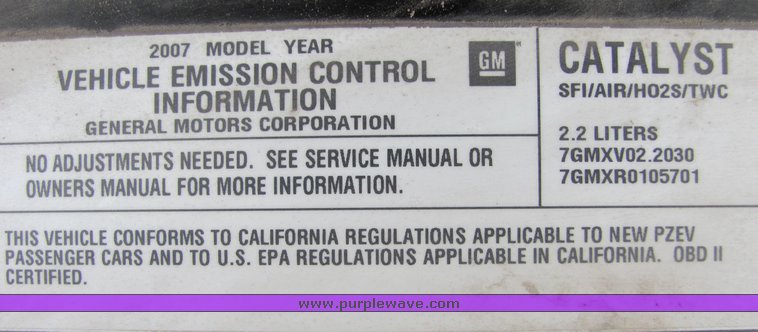 2007 MODEL YEAR
VEHICLE EMISSION CONTROL
INFORMATION
GENERAL MOTORS CORPORATION
GM
CATALYST
SFI/AIR/HO2S/TWC
2.2 LITERS
7GMXV02.2030
7GMXR0105701
NO ADJUSTMENTS NEEDED. SEE SERVICE MANUAL OR
OWNERS MANUAL FOR MORE INFORMATION.
THIS VEHICLE CONFORMS TO CALIFORNIA REGULATIONS APPLICABLE TO NEW PZEV
PASSENGER CARS AND TO U.S. EPA REGULATIONS APPLICABLE IN CALIFORNIA. OBD II
CERTIFIED.
www.purplewave.com